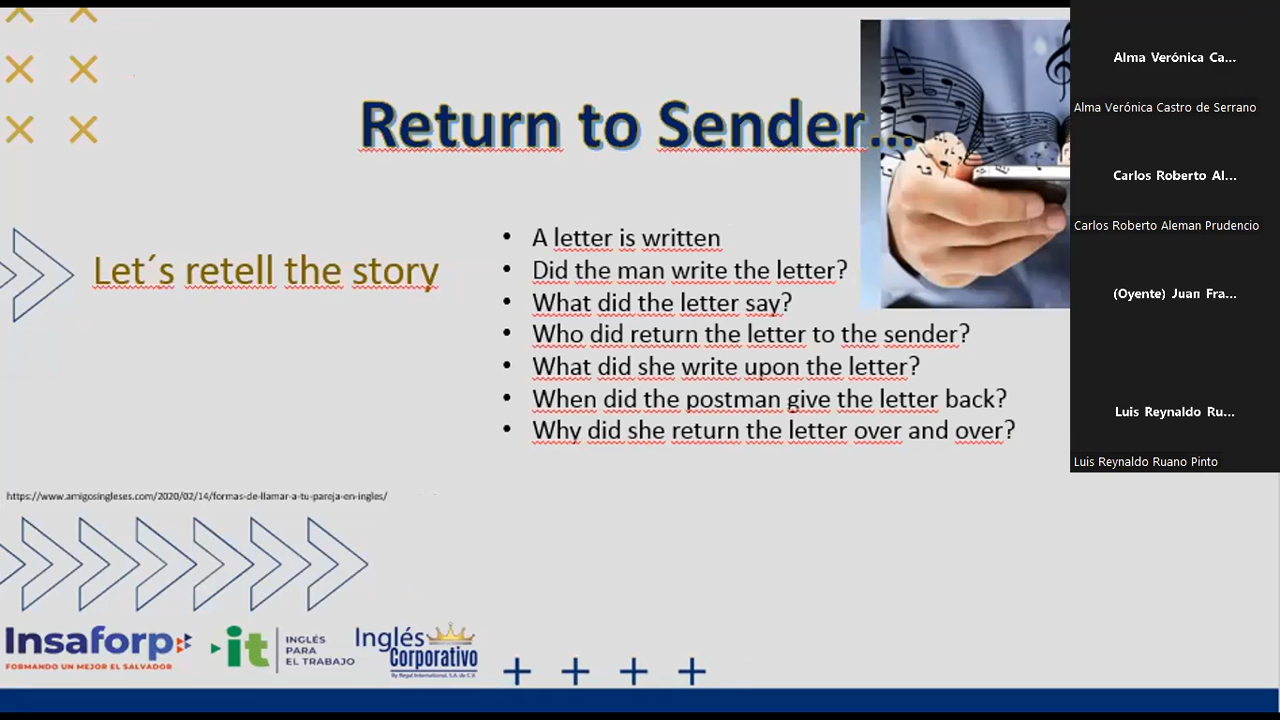 Return to Sender...
Let´s retell the story
• A letter is written
• Did the man write the letter?
• What did the letter say?
• Who did return the letter to the sender?
• What did she write upon the letter?
• When did the postman give the letter back?
• Why did she return the letter over and over?
https://www.amigosingleses.com/2020/02/14/formas-de-llamar-a-tu-pareja-en-ingles/
Insaforp
FORMANDO UN MEJOR EL SALVADOR
it
INGLÉS
PARA
EL TRABAJO
Inglés
Corporativo
By Regal International, S.A. de C.V.
Alma Verónica Ca...
Alma Verónica Castro de Serrano
Carlos Roberto Al...
Carlos Roberto Aleman Prudencio
(Oyente) Juan Fra...
Luis Reynaldo Ru...
Luis Reynaldo Ruano Pinto